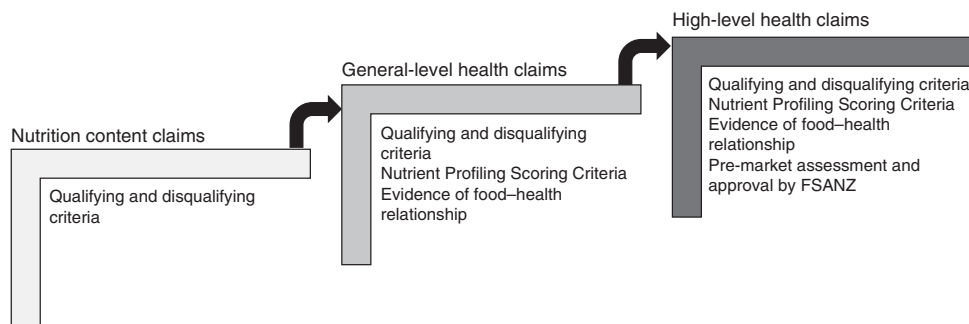 Nutrition content claims
Qualifying and disqualifying
criteria
General-level health claims
Qualifying and disqualifying
criteria
Nutrient Profiling Scoring Criteria
Evidence of food–health
relationship
High-level health claims
Qualifying and disqualifying criteria
Nutrient Profiling Scoring Criteria
Evidence of food–health
relationship
Pre-market assessment and
approval by FSANZ